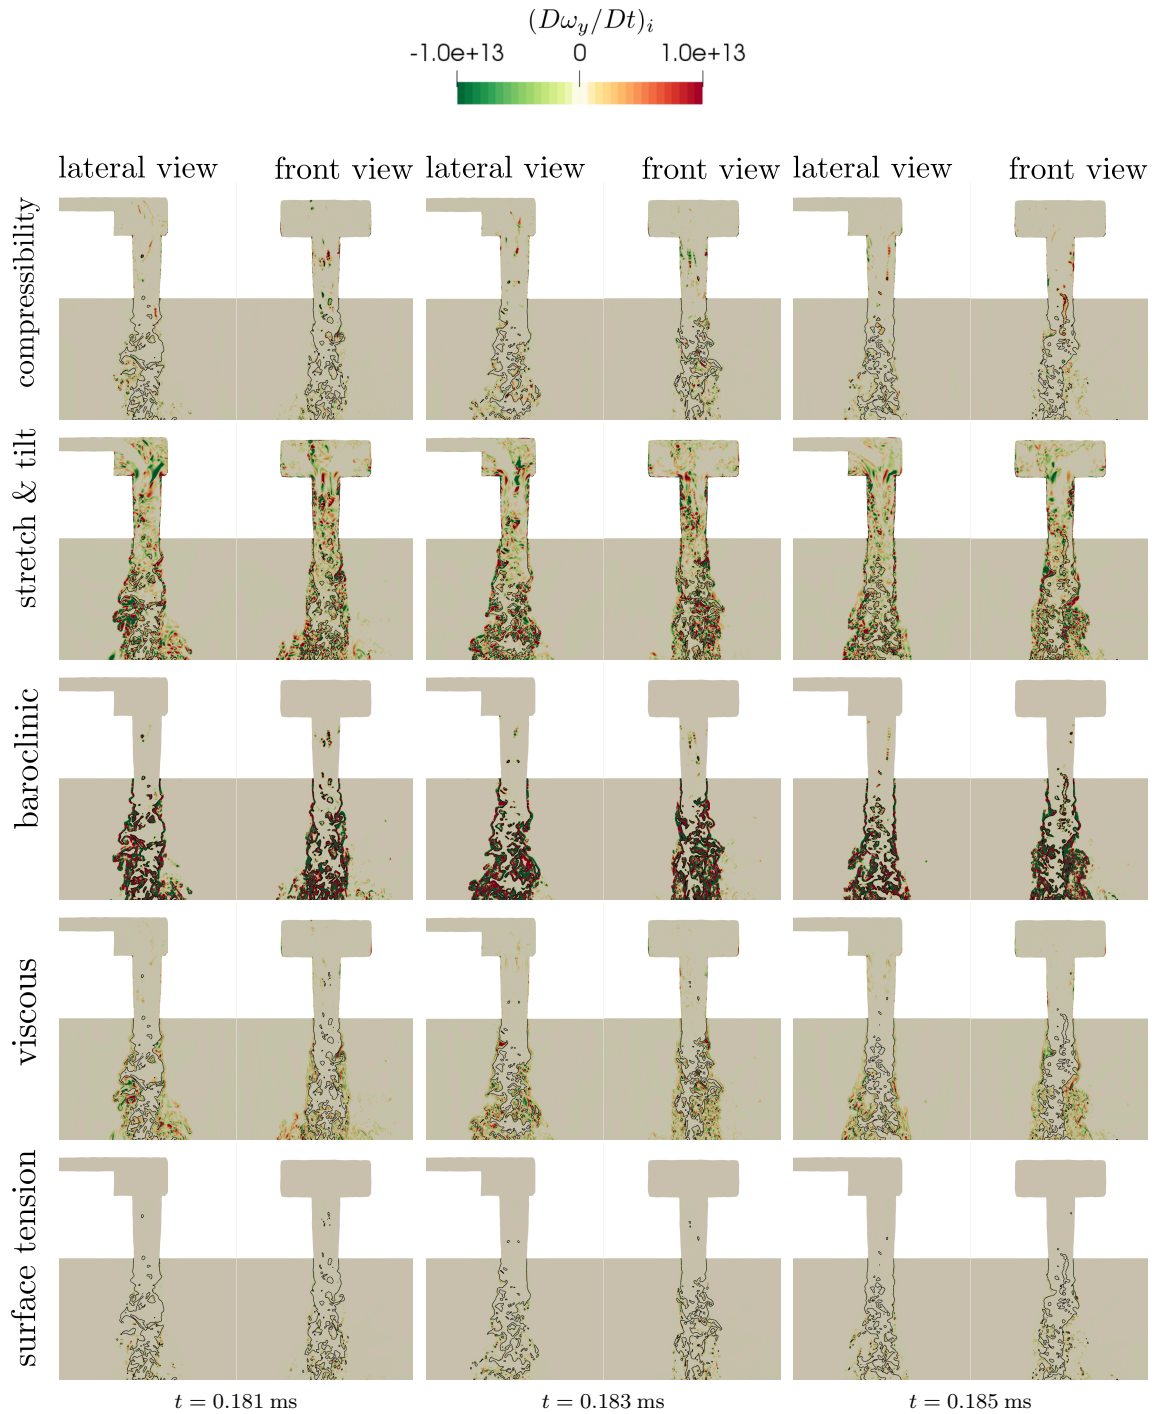 (Dω_y/Dt)_i
-1.0e+13 0 1.0e+13
lateral view front view lateral view front view lateral view front view
compressibility
stretch & tilt
baroclinic
viscous
surface tension
t = 0.181 ms t = 0.183 ms t = 0.185 ms